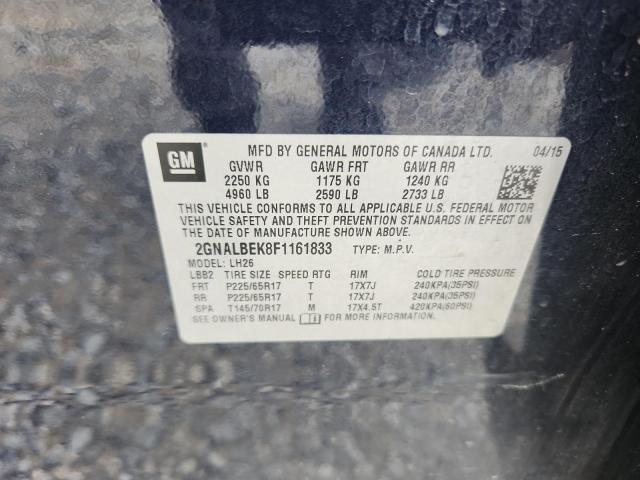 GM
MFD BY GENERAL MOTORS OF CANADA LTD. 04/15
GVWR GAWR FRT GAWR RR
2250 KG 1175 KG 1240 KG
4960 LB 2590 LB 2733 LB
THIS VEHICLE CONFORMS TO ALL APPLICABLE U.S. FEDERAL MOTOR
VEHICLE SAFETY AND THEFT PREVENTION STANDARDS IN EFFECT ON
THE DATE OF MANUFACTURE SHOWN ABOVE.
2GNALBEK8F1161833 TYPE: M.P.V.
MODEL: LH26
LBB2 TIRE SIZE SPEED RTG RIM COLD TIRE PRESSURE
FRT P225/65R17 T 17X7J 240KPA(35PSI)
RR P225/65R17 T 17X7J 240KPA(35PSI)
SPA T145/70R17 M 17X4.5T 420KPA(60PSI)
SEE OWNER'S MANUAL FOR MORE INFORMATION.